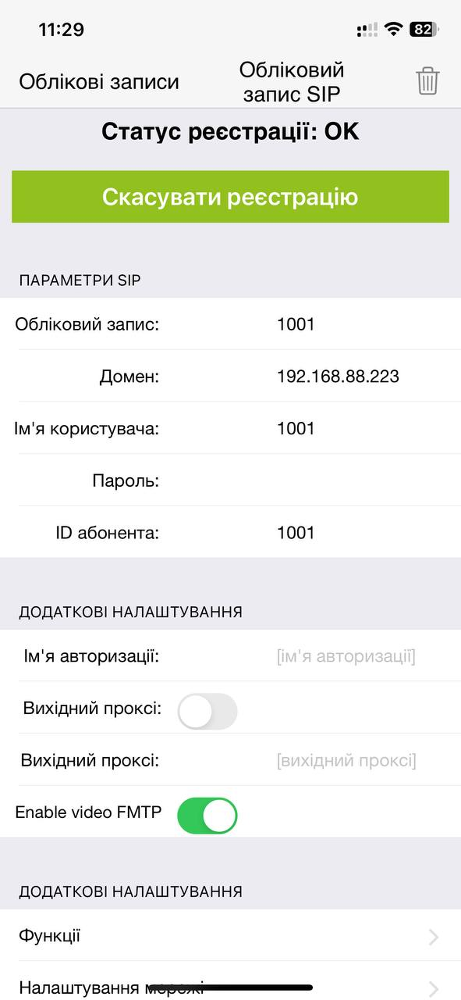 11:29
82
Облікові записи
Обліковий
запис SIP
Статус реєстрації: OK
Скасувати реєстрацію
ПАРАМЕТРИ SIP
Обліковий запис: 1001
Домен: 192.168.88.223
Ім'я користувача: 1001
Пароль:
ID абонента: 1001
ДОДАТКОВІ НАЛАШТУВАННЯ
Ім'я авторизації: [ім'я авторизації]
Вихідний проксі:
Вихідний проксі: [вихідний проксі]
Enable video FMTP
ДОДАТКОВІ НАЛАШТУВАННЯ
Функції
Налаштування мережі